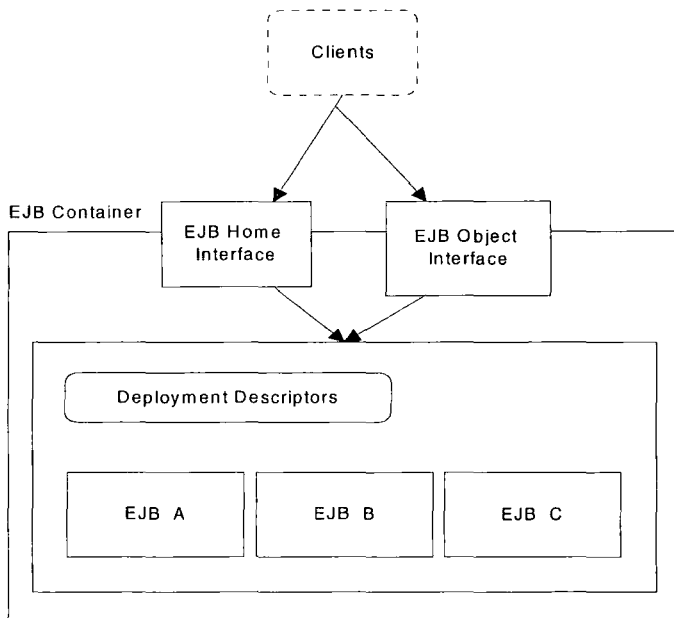 Clients
EJB Container
EJB Home
Interface
EJB Object
Interface
Deployment Descriptors
EJB A
EJB B
EJB C